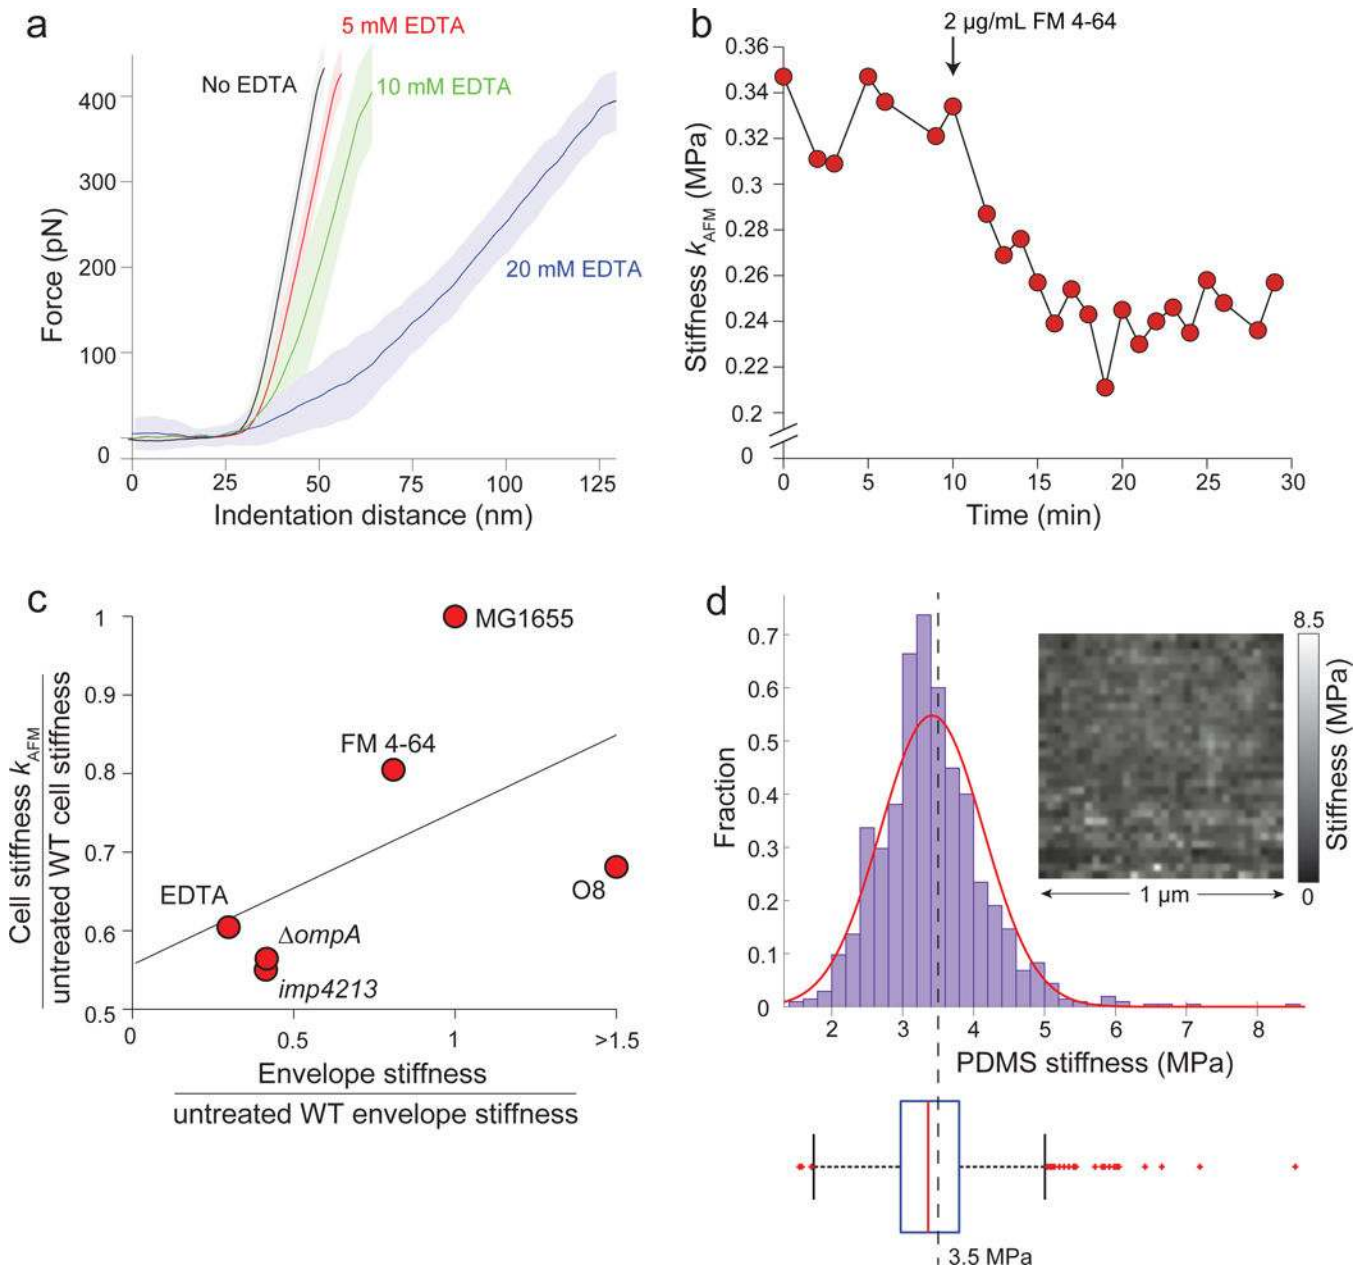 a
5 mM EDTA
No EDTA
10 mM EDTA
20 mM EDTA
400
300
200
100
0
Force (pN)
0 25 50 75 100 125
Indentation distance (nm)
b
2 µg/mL FM 4-64
0.36
0.34
0.32
0.3
0.28
0.26
0.24
0.22
0.2
0
Stiffness kAFM (MPa)
0 5 10 15 20 25 30
Time (min)
c
1
0.9
0.8
0.7
0.6
0.5
Cell stiffness kAFM
untreated WT cell stiffness
MG1655
FM 4-64
O8
EDTA
ΔompA
imp4213
0 0.5 1 >1.5
Envelope stiffness
untreated WT envelope stiffness
d
0.7
0.6
0.5
0.4
0.3
0.2
0.1
0
Fraction
8.5
0
Stiffness (MPa)
1 µm
2 3 4 5 6 7 8
PDMS stiffness (MPa)
3.5 MPa